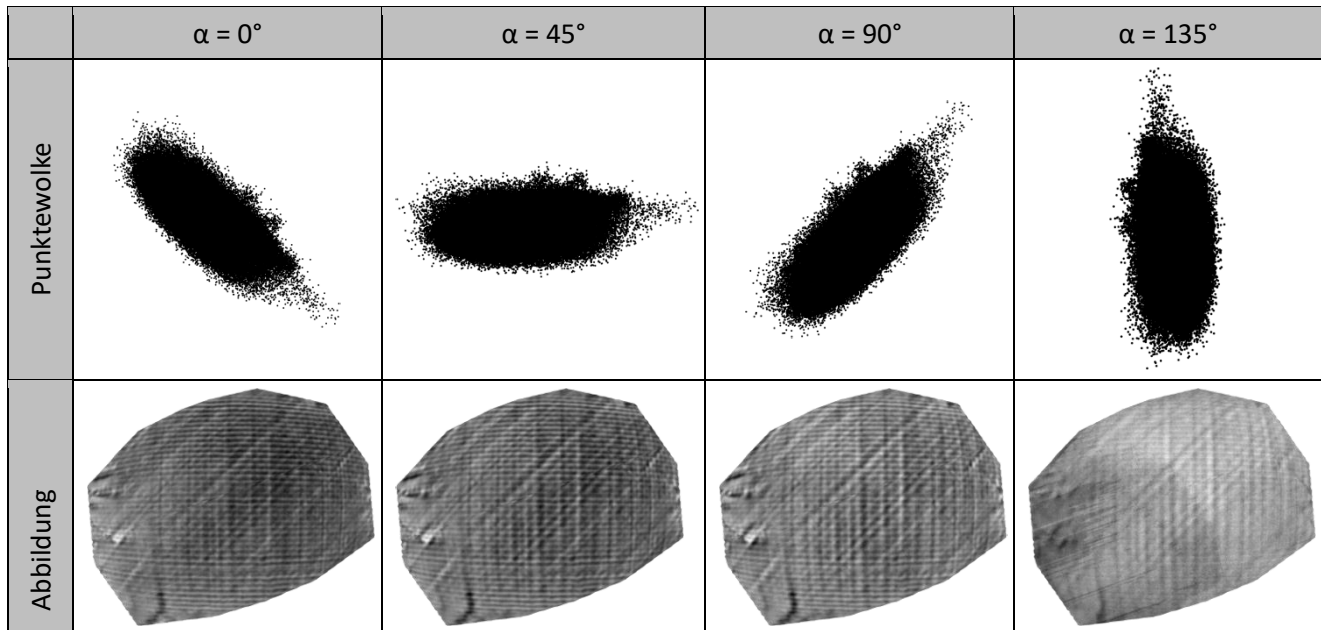 α = 0°
α = 45°
α = 90°
α = 135°
Punktewolke
Abbildung